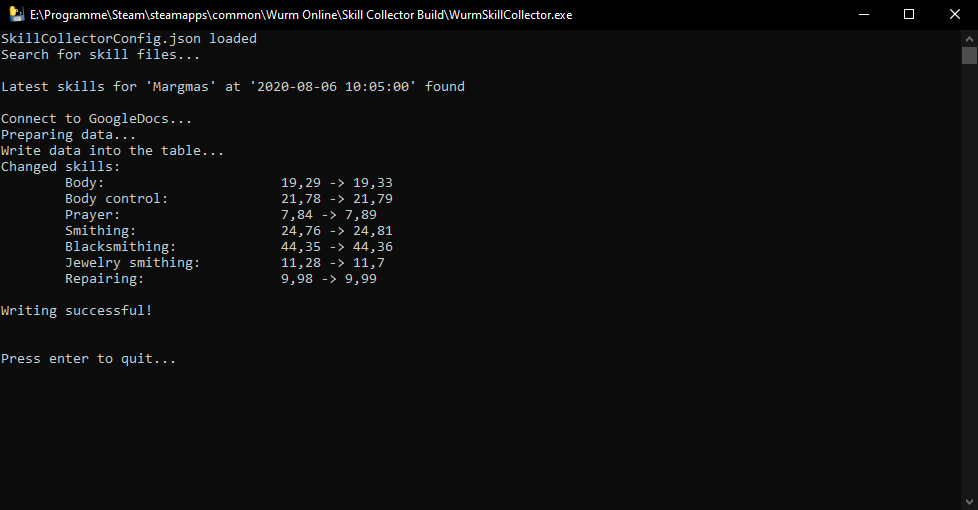 E:\Programme\Steam\steamapps\common\Wurm Online\Skill Collector Build\WurmSkillCollector.exe
SkillCollectorConfig.json loaded
Search for skill files...
Latest skills for 'Margmas' at '2020-08-06 10:05:00' found
Connect to GoogleDocs...
Preparing data...
Write data into the table...
Changed skills:
Body: 19,29 -> 19,33
Body control: 21,78 -> 21,79
Prayer: 7,84 -> 7,89
Smithing: 24,76 -> 24,81
Blacksmithing: 44,35 -> 44,36
Jewelry smithing: 11,28 -> 11,7
Repairing: 9,98 -> 9,99
Writing successful!
Press enter to quit...